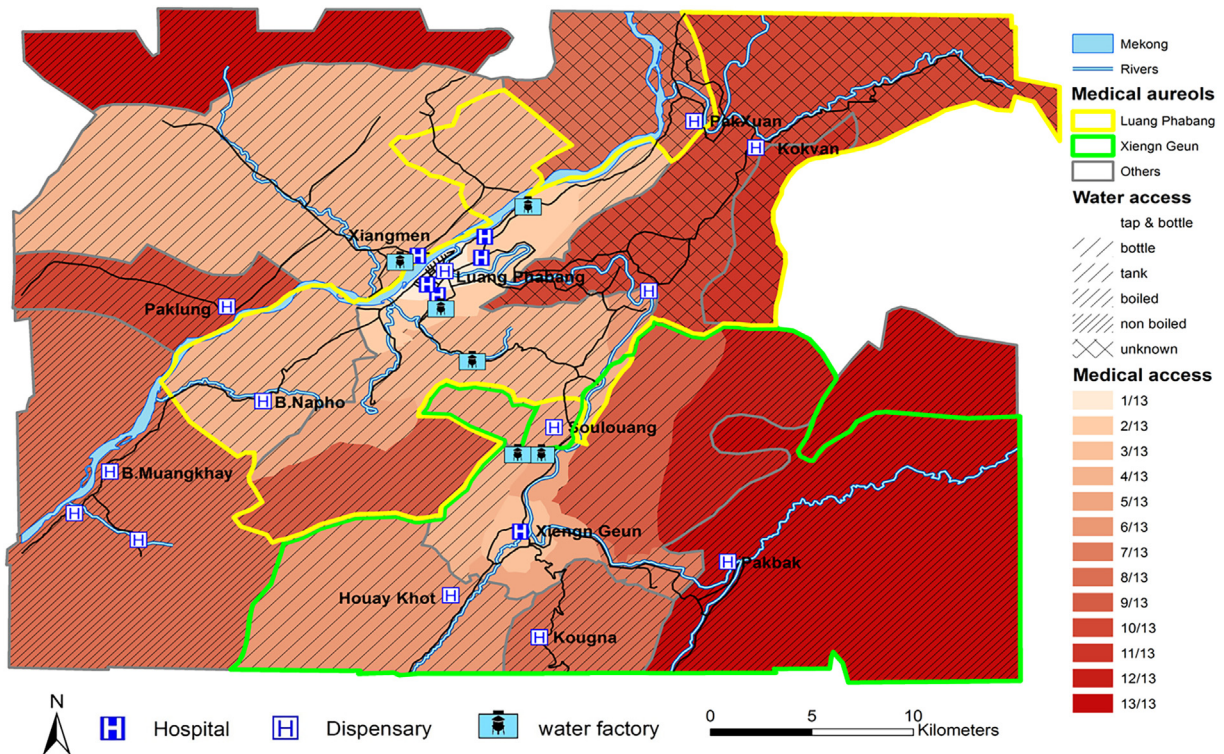 PakXuan
Kokvan
Xiangmen
Luang Phabang
Paklung
B.Napho
Soulouang
B.Muangkhay
Xiengn Geun
Pakbak
Houay Khot
Kougna
Mekong
Rivers
Medical aureols
Luang Phabang
Xiengn Geun
Others
Water access
tap & bottle
bottle
tank
boiled
non boiled
unknown
Medical access
1/13
2/13
3/13
4/13
5/13
6/13
7/13
8/13
9/13
10/13
11/13
12/13
13/13
N
H Hospital
H Dispensary
water factory
0 5 10
Kilometers